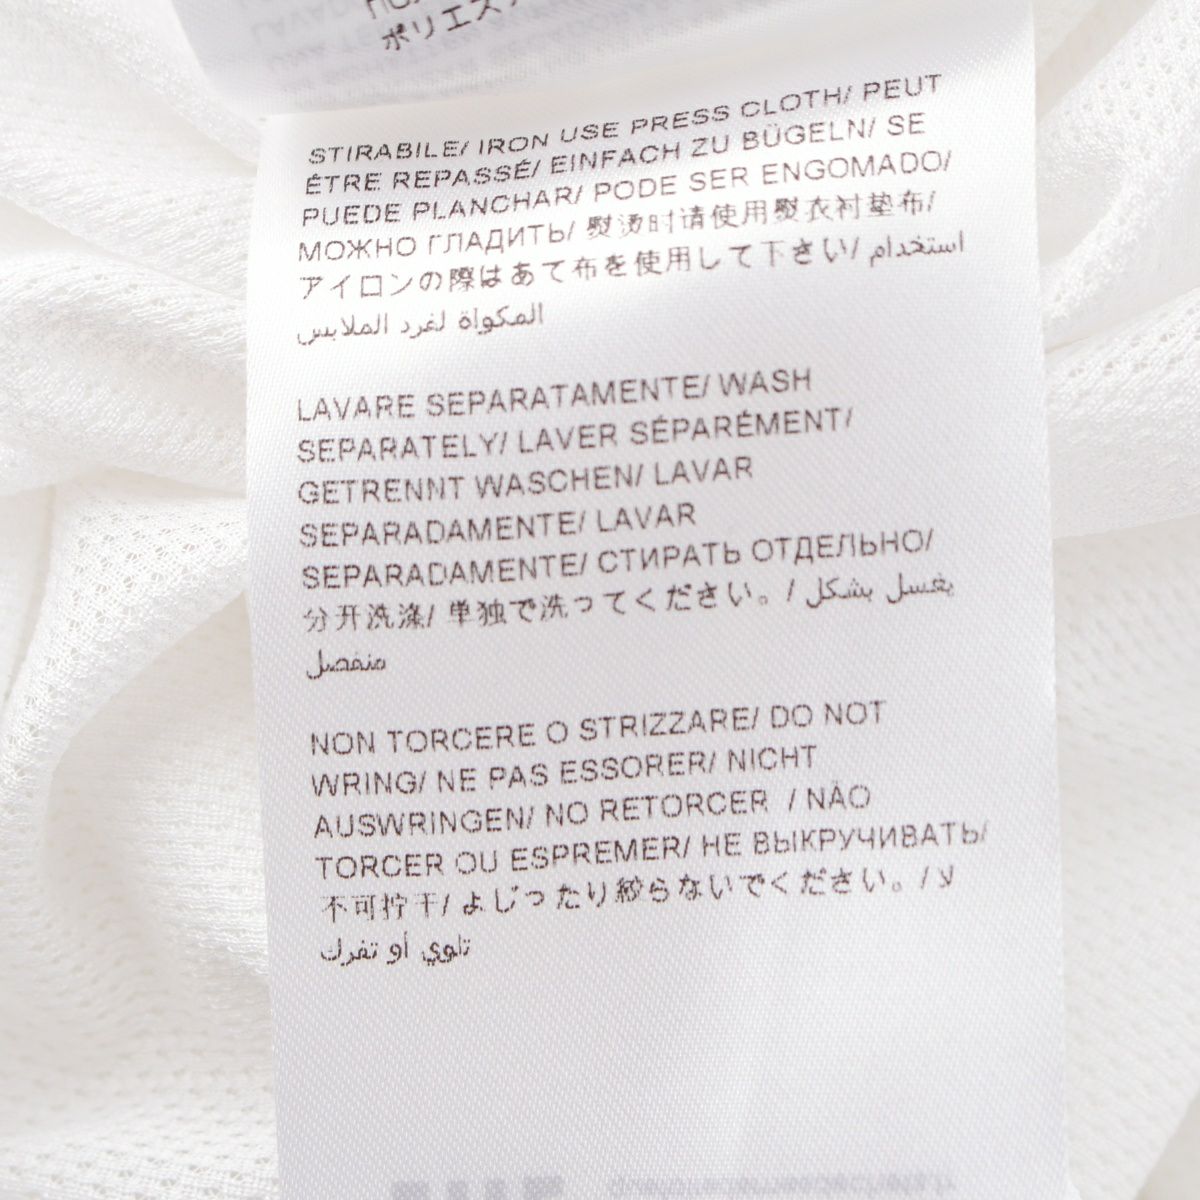 ポリエステ
STIRABILE/ IRON USE PRESS CLOTH/ PEUT
ÊTRE REPASSÉ/ EINFACH ZU BÜGELN/ SE
PUEDE PLANCHAR/ PODE SER ENGOMADO/
МОЖНО ГЛАДИТЬ/ 熨烫时请使用熨衣衬垫布/
アイロンの際はあて布を使用して下さい/ استخدام
المكواة لغرد الملابس
LAVARE SEPARATAMENTE/ WASH
SEPARATELY/ LAVER SÉPARÉMENT/
GETRENNT WASCHEN/ LAVAR
SEPARADAMENTE/ LAVAR
SEPARADAMENTE/ СТИРАТЬ ОТДЕЛЬНО/
分开洗涤/ 単独で洗ってください。/ يغسل بشكل
منفصل
NON TORCERE O STRIZZARE/ DO NOT
WRING/ NE PAS ESSORER/ NICHT
AUSWRINGEN/ NO RETORCER / NÃO
TORCER OU ESPREMER/ НЕ ВЫКРУЧИВАТЬ/
不可拧干/ よじったり絞らないでください。/ لا
تلوي أو تفرك